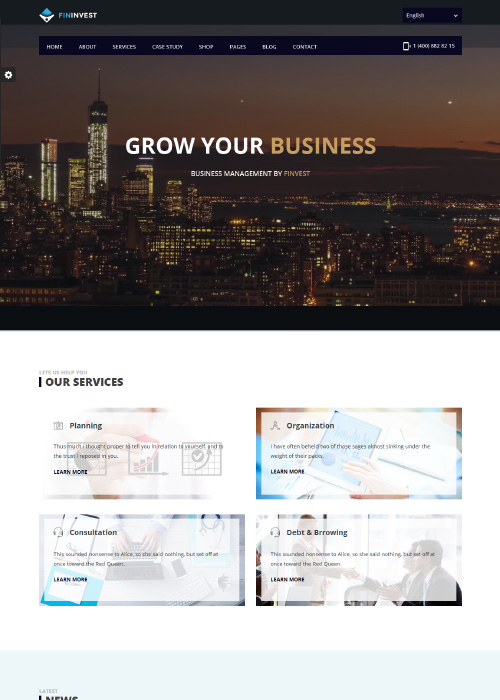 FININVEST
English
HOME ABOUT SERVICES CASE STUDY SHOP PAGES BLOG CONTACT
1 (400) 882 82 15
GROW YOUR BUSINESS
BUSINESS MANAGEMENT BY FINVEST
LETS US HELP YOU
OUR SERVICES
Planning
Thus much I thought proper to tell you in relation to yourself, and to
the trust I reposed in you.
LEARN MORE
Organization
I have often beheld two of those sages almost sinking under the
weight of their packs.
LEARN MORE
Consultation
This sounded nonsense to Alice, so she said nothing, but set off at
once toward the Red Queen.
LEARN MORE
Debt & Brrowing
This sounded nonsense to Alice, so she said nothing, but set off at
once toward the Red Queen.
LEARN MORE
LATEST
NEWS